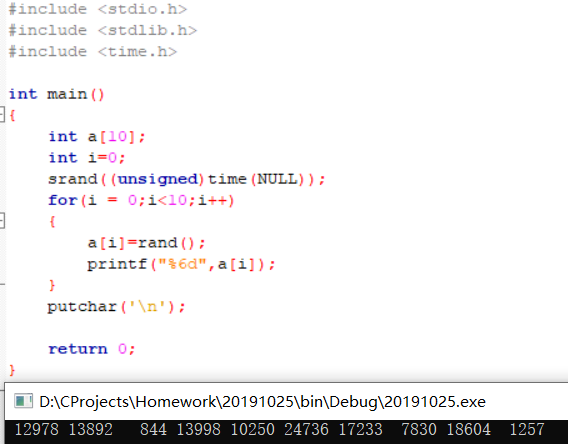 #include <stdio.h>
#include <stdlib.h>
#include <time.h>
int main()
{
int a[10];
int i=0;
srand((unsigned)time(NULL));
for(i = 0;i<10;i++)
{
a[i]=rand();
printf("%6d",a[i]);
}
putchar('\n');
return 0;
}
D:\CProjects\Homework\20191025\bin\Debug\20191025.exe
12978 13892 844 13998 10250 24736 17233 7830 18604 1257